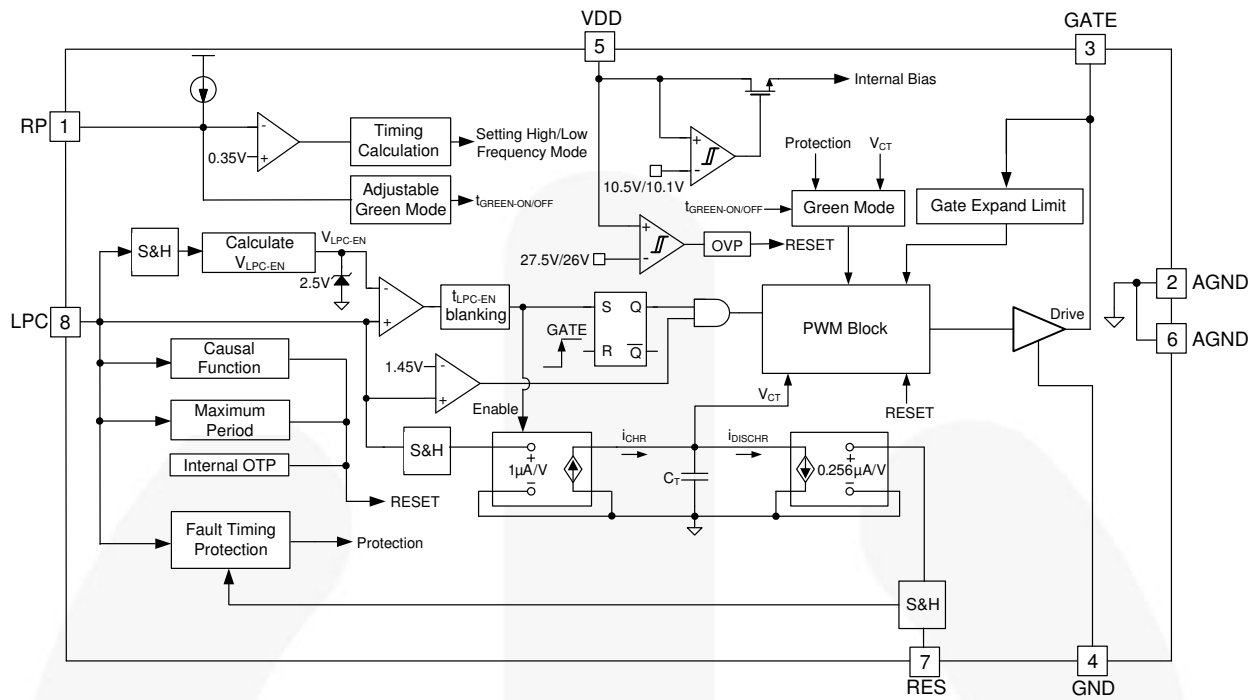 VDD
5
GATE
3
RP
1
0.35V
-
+
Timing
Calculation
Setting High/Low
Frequency Mode
Adjustable
Green Mode
tGREEN-ON/OFF
Internal Bias
+
-
10.5V/10.1V
Protection
VCT
tGREEN-ON/OFF
Green Mode
Gate Expand Limit
+
-
27.5V/26V
OVP
RESET
S&H
Calculate
VLPC-EN
VLPC-EN
2.5V
-
+
tLPC-EN
blanking
S
Q
R
Q
GATE
PWM Block
Drive
2
AGND
6
AGND
LPC
8
Causal
Function
1.45V
-
+
Enable
VCT
RESET
Maximum
Period
S&H
+
1µA/V
-
iCHR
CT
iDISCHR
+
0.256µA/V
-
Internal OTP
RESET
Fault Timing
Protection
Protection
S&H
7
RES
4
GND